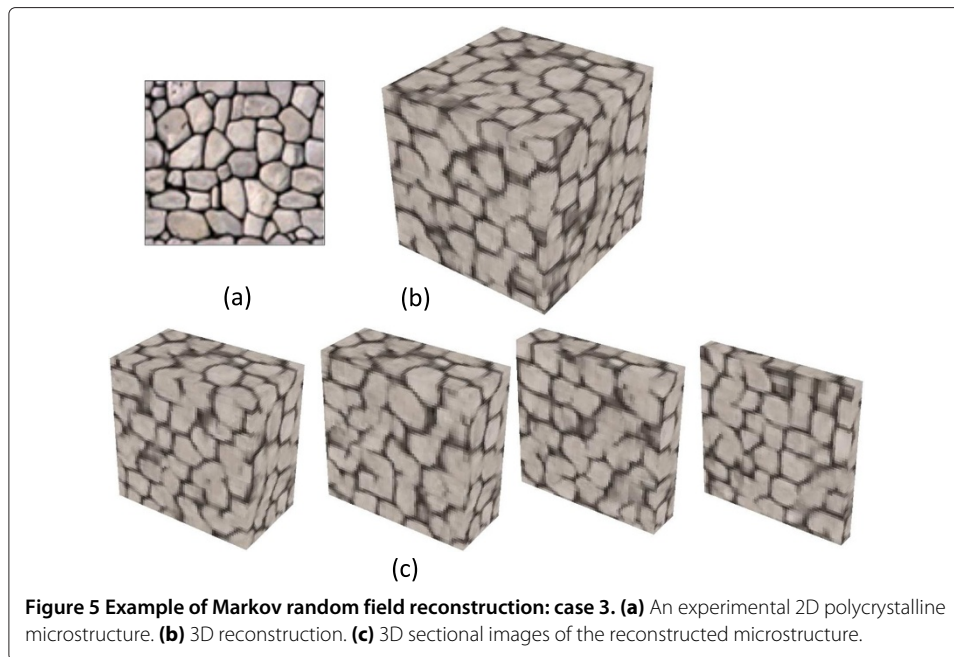 (a)
(b)
(c)
Figure 5 Example of Markov random field reconstruction: case 3. (a) An experimental 2D polycrystalline
microstructure. (b) 3D reconstruction. (c) 3D sectional images of the reconstructed microstructure.